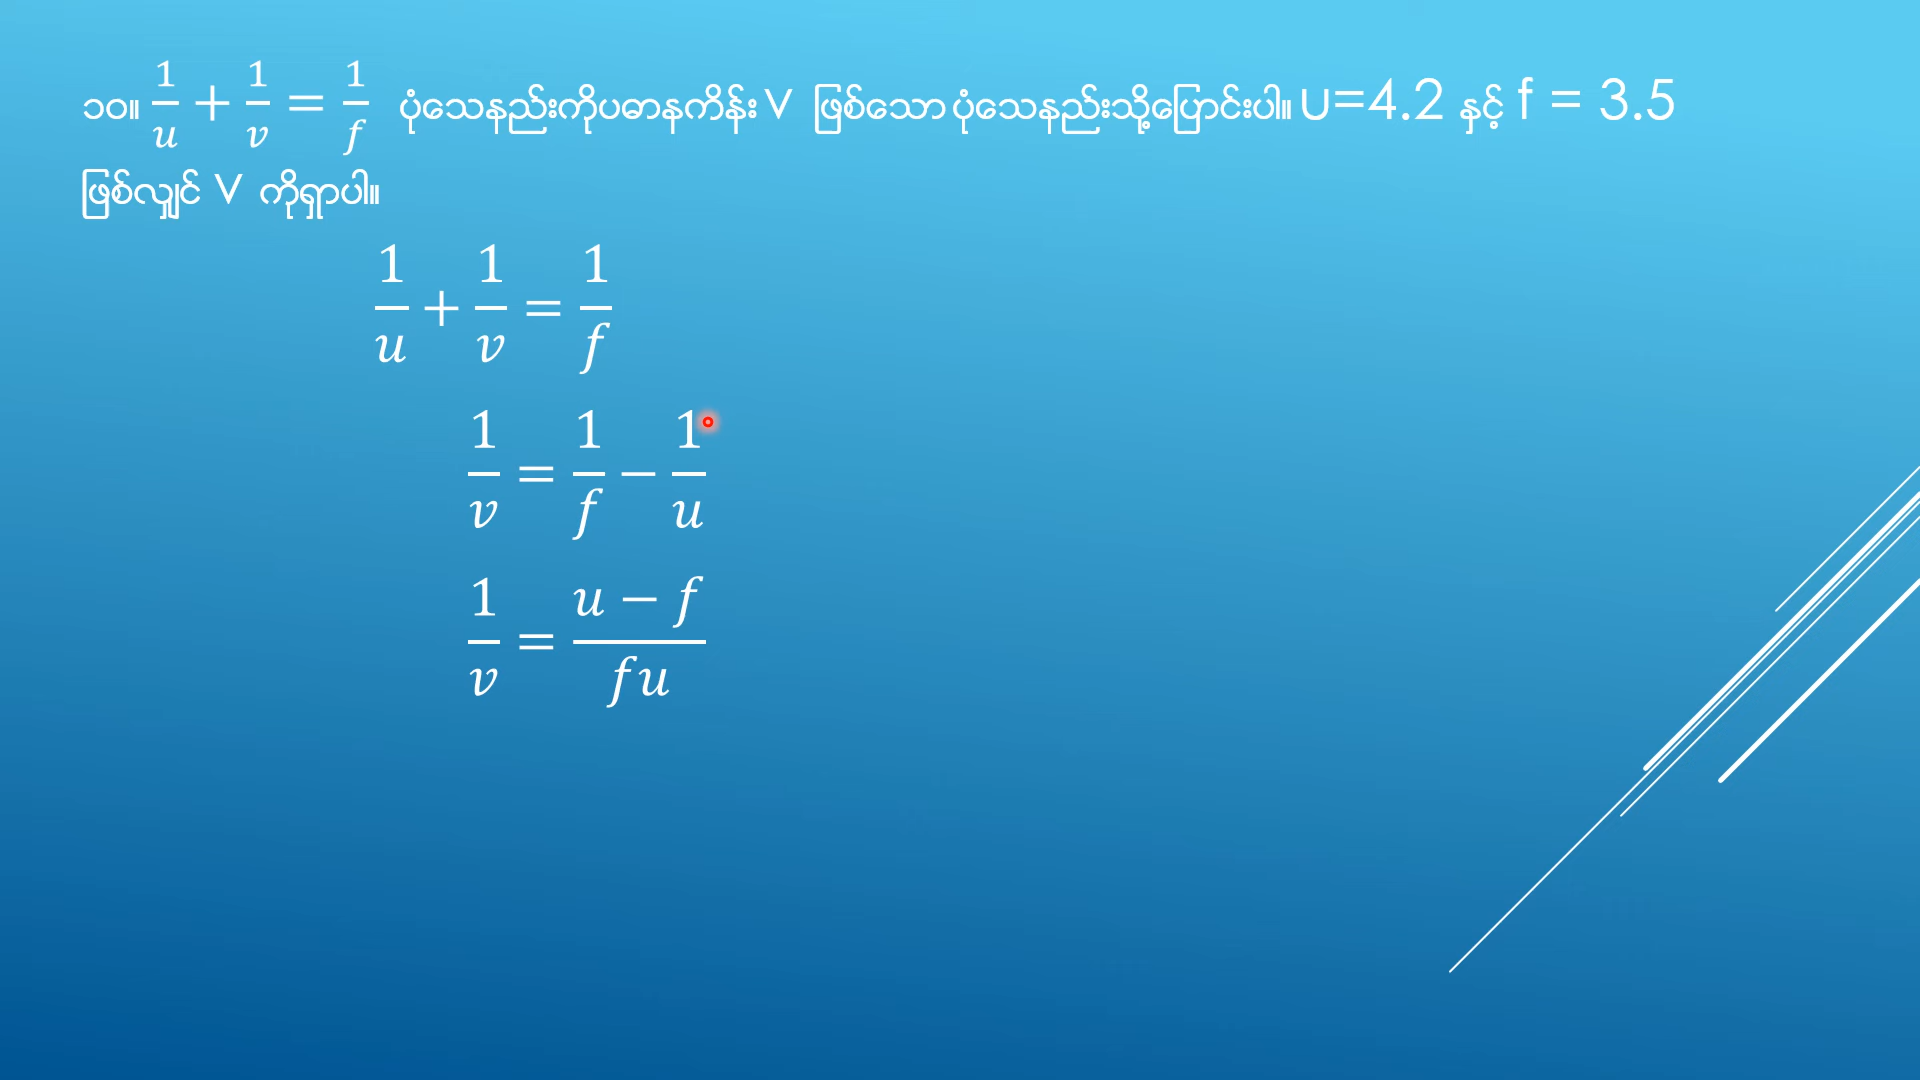 ၁၀။ 1/u + 1/v = 1/f ပုံသေနည်းကိုပဓာနကိန်း v ဖြစ်သော ပုံသေနည်းသို့ပြောင်းပါ။ u=4.2 နှင့် f = 3.5
ဖြစ်လျှင် v ကိုရှာပါ။
1/u + 1/v = 1/f
1/v = 1/f − 1/u
1/v = (u − f)/(fu)